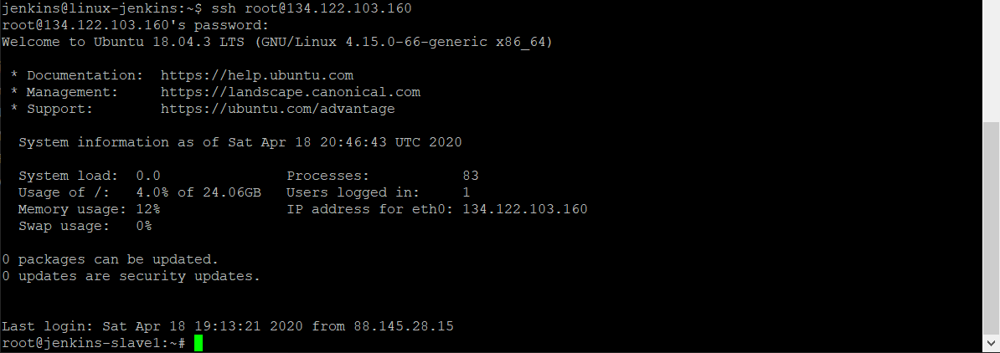 jenkins@linux-jenkins:~$ ssh root@134.122.103.160
root@134.122.103.160's password:
Welcome to Ubuntu 18.04.3 LTS (GNU/Linux 4.15.0-66-generic x86_64)
* Documentation:  https://help.ubuntu.com
* Management:     https://landscape.canonical.com
* Support:        https://ubuntu.com/advantage
System information as of Sat Apr 18 20:46:43 UTC 2020
System load:  0.0                Processes:           83
Usage of /:   4.0% of 24.06GB   Users logged in:     1
Memory usage: 12%               IP address for eth0: 134.122.103.160
Swap usage:   0%
0 packages can be updated.
0 updates are security updates.
Last login: Sat Apr 18 19:13:21 2020 from 88.145.28.15
root@jenkins-slave1:~#